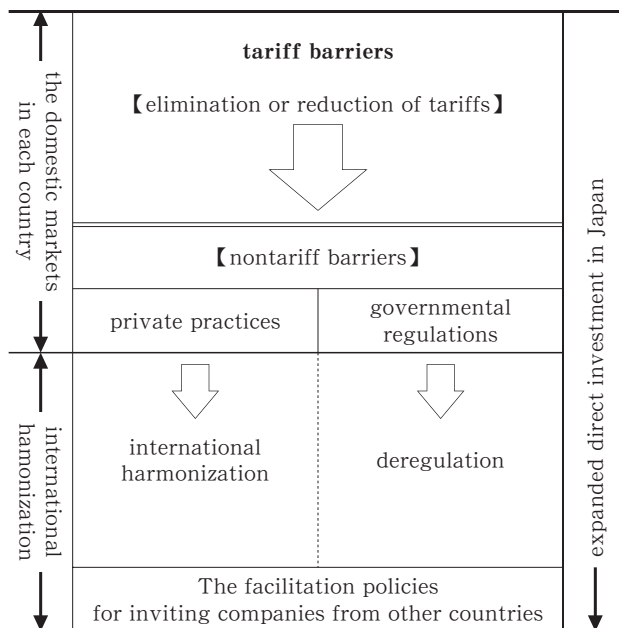 the domestic markets
in each country
tariff barriers
【elimination or reduction of tariffs】
【nontariff barriers】
private practices
governmental
regulations
international
hamonization
international
harmonization
deregulation
The facilitation policies
for inviting companies from other countries
expanded direct investment in Japan